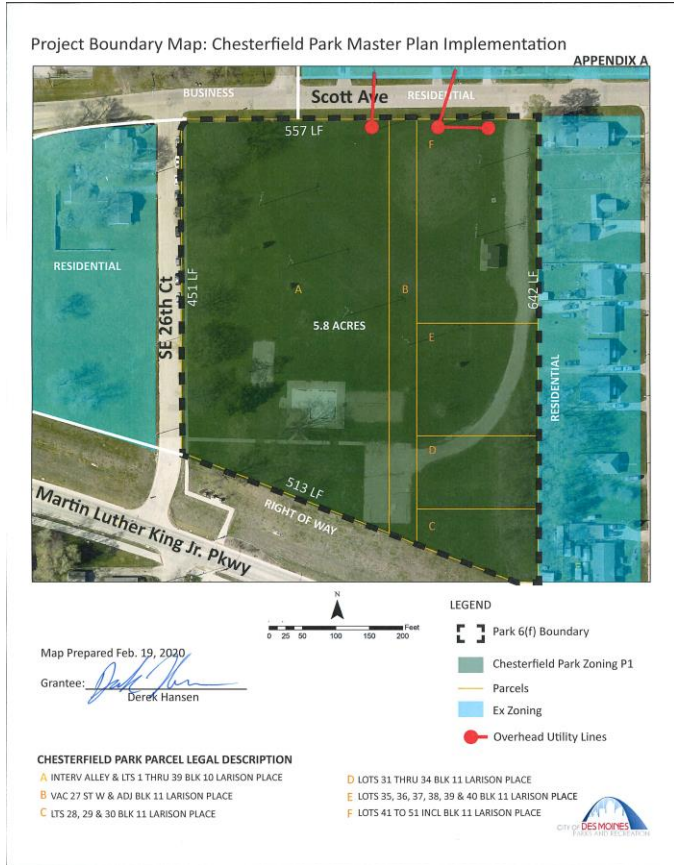 Project Boundary Map: Chesterfield Park Master Plan Implementation
APPENDIX A
BUSINESS
Scott Ave
RESIDENTIAL
557 LF
F
RESIDENTIAL
SE 26th Ct
451 LF
A
B
642 LF
5.8 ACRES
E
RESIDENTIAL
D
513 LF
C
RIGHT OF WAY
Martin Luther King Jr. Pkwy
N
0 25 50 100 150 200 Feet
LEGEND
Park 6(f) Boundary
Chesterfield Park Zoning P1
Parcels
Ex Zoning
Overhead Utility Lines
Map Prepared Feb. 19, 2020
Grantee:
Derek Hansen
CHESTERFIELD PARK PARCEL LEGAL DESCRIPTION
A INTERV ALLEY & LTS 1 THRU 39 BLK 10 LARISON PLACE
B VAC 27 ST W & ADJ BLK 11 LARISON PLACE
C LTS 28, 29 & 30 BLK 11 LARISON PLACE
D LOTS 31 THRU 34 BLK 11 LARISON PLACE
E LOTS 35, 36, 37, 38, 39 & 40 BLK 11 LARISON PLACE
F LOTS 41 TO 51 INCL BLK 11 LARISON PLACE
CITY OF DES MOINES
PARKS AND RECREATION